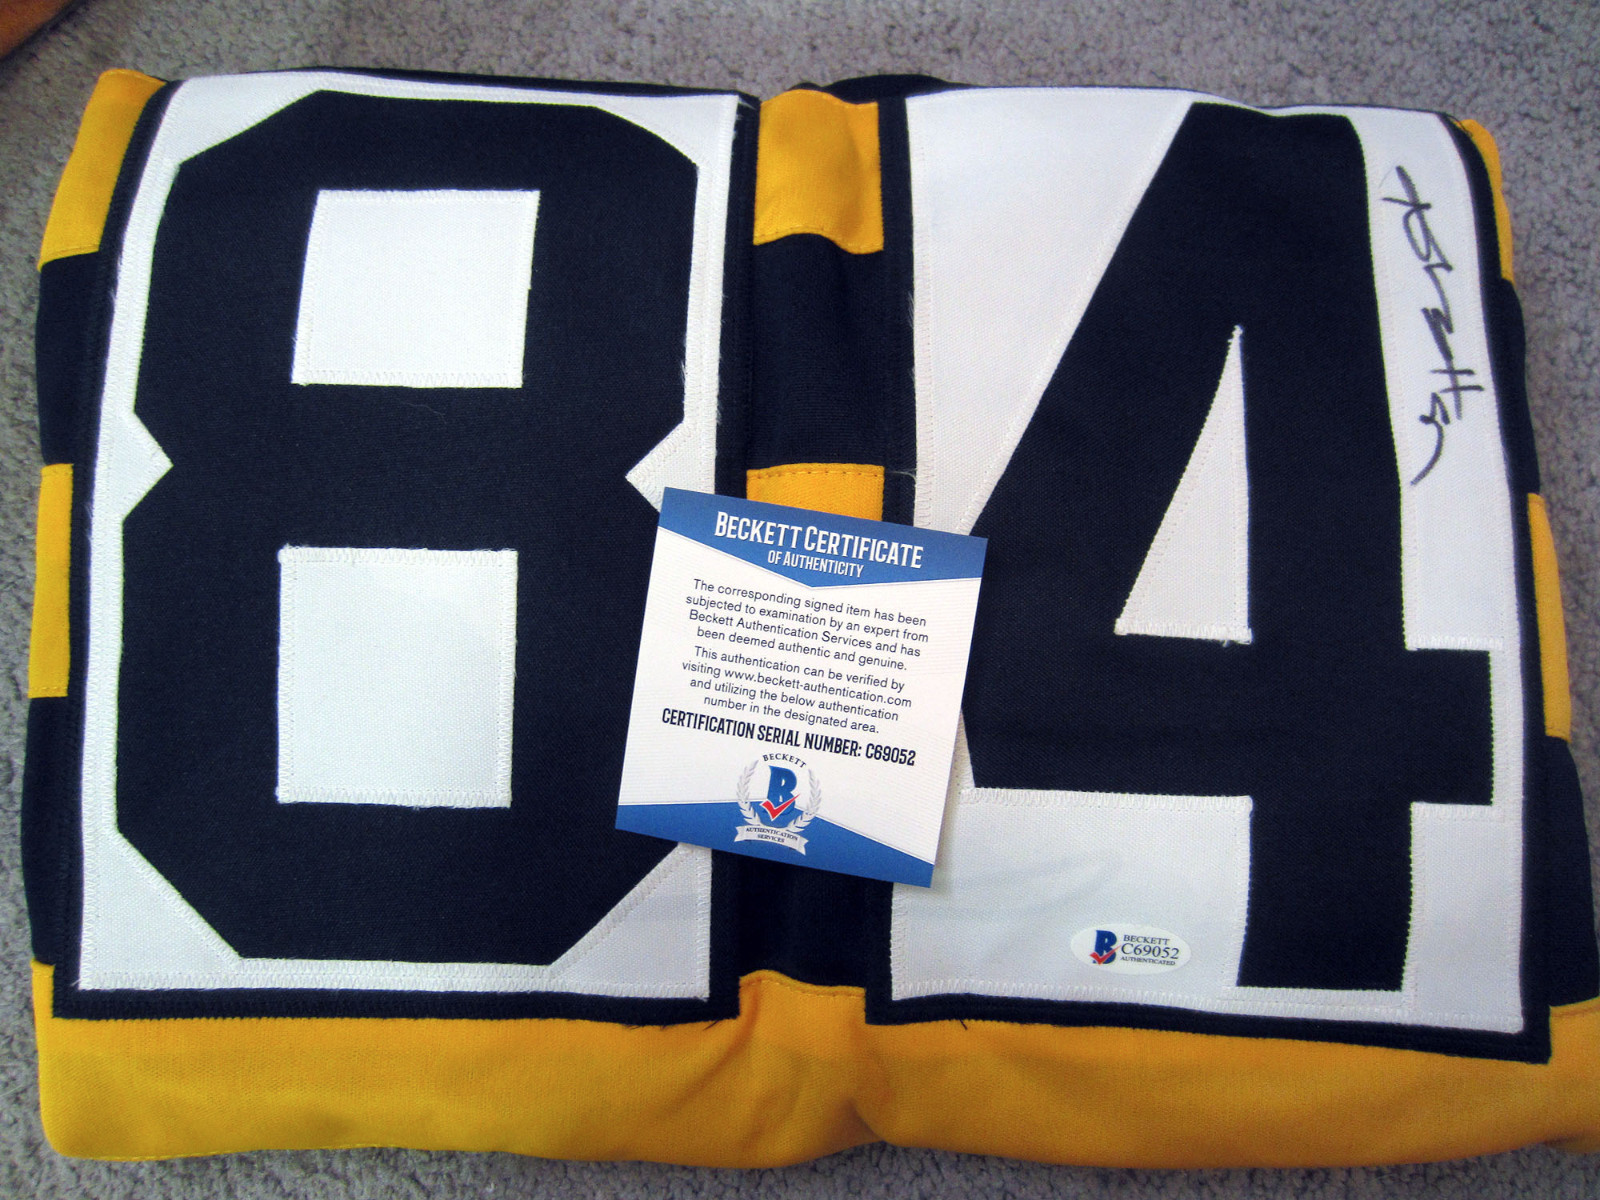 84
BECKETT CERTIFICATE
OF AUTHENTICITY
The corresponding signed item has been
subjected to examination by an expert from
Beckett Authentication Services and has
been deemed authentic and genuine.
This authentication can be verified by
visiting www.beckett-authentication.com
and utilizing the below authentication
number in the designated area.
CERTIFICATION SERIAL NUMBER: C69052
BECKETT
B
AUTHENTICATION
SERVICES
B
BECKETT
C69052
AUTHENTICATED